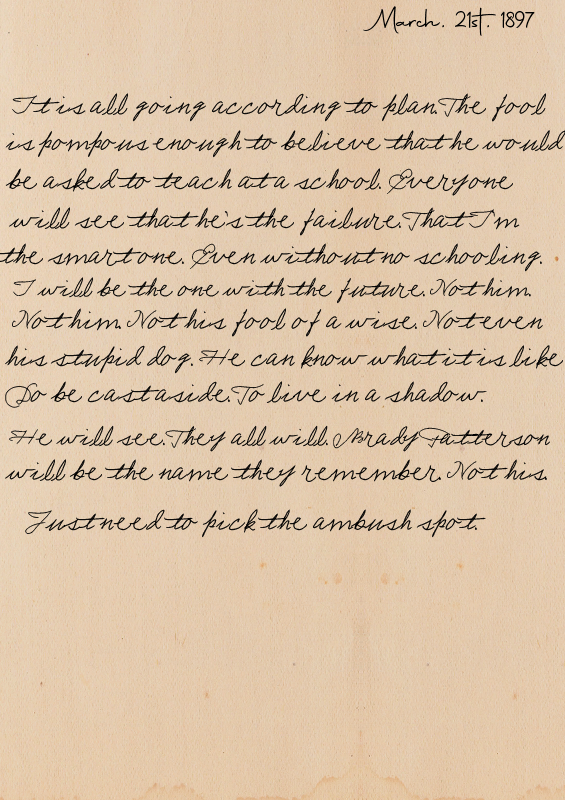 March. 21st. 1897
It is all going according to plan. The fool
is pompous enough to believe that he would
be asked to teach at a school. Everyone
will see that he's the failure. That I'm
the smart one. Even without no schooling.
I will be the one with the future. Not him.
Not him. Not his fool of a wise. Not even
his stupid dog. He can know what it is like
So be cast aside. To live in a shadow.
He will see. They all will. Brady Patterson
will be the name they remember. Not his.
Just need to pick the ambush spot.